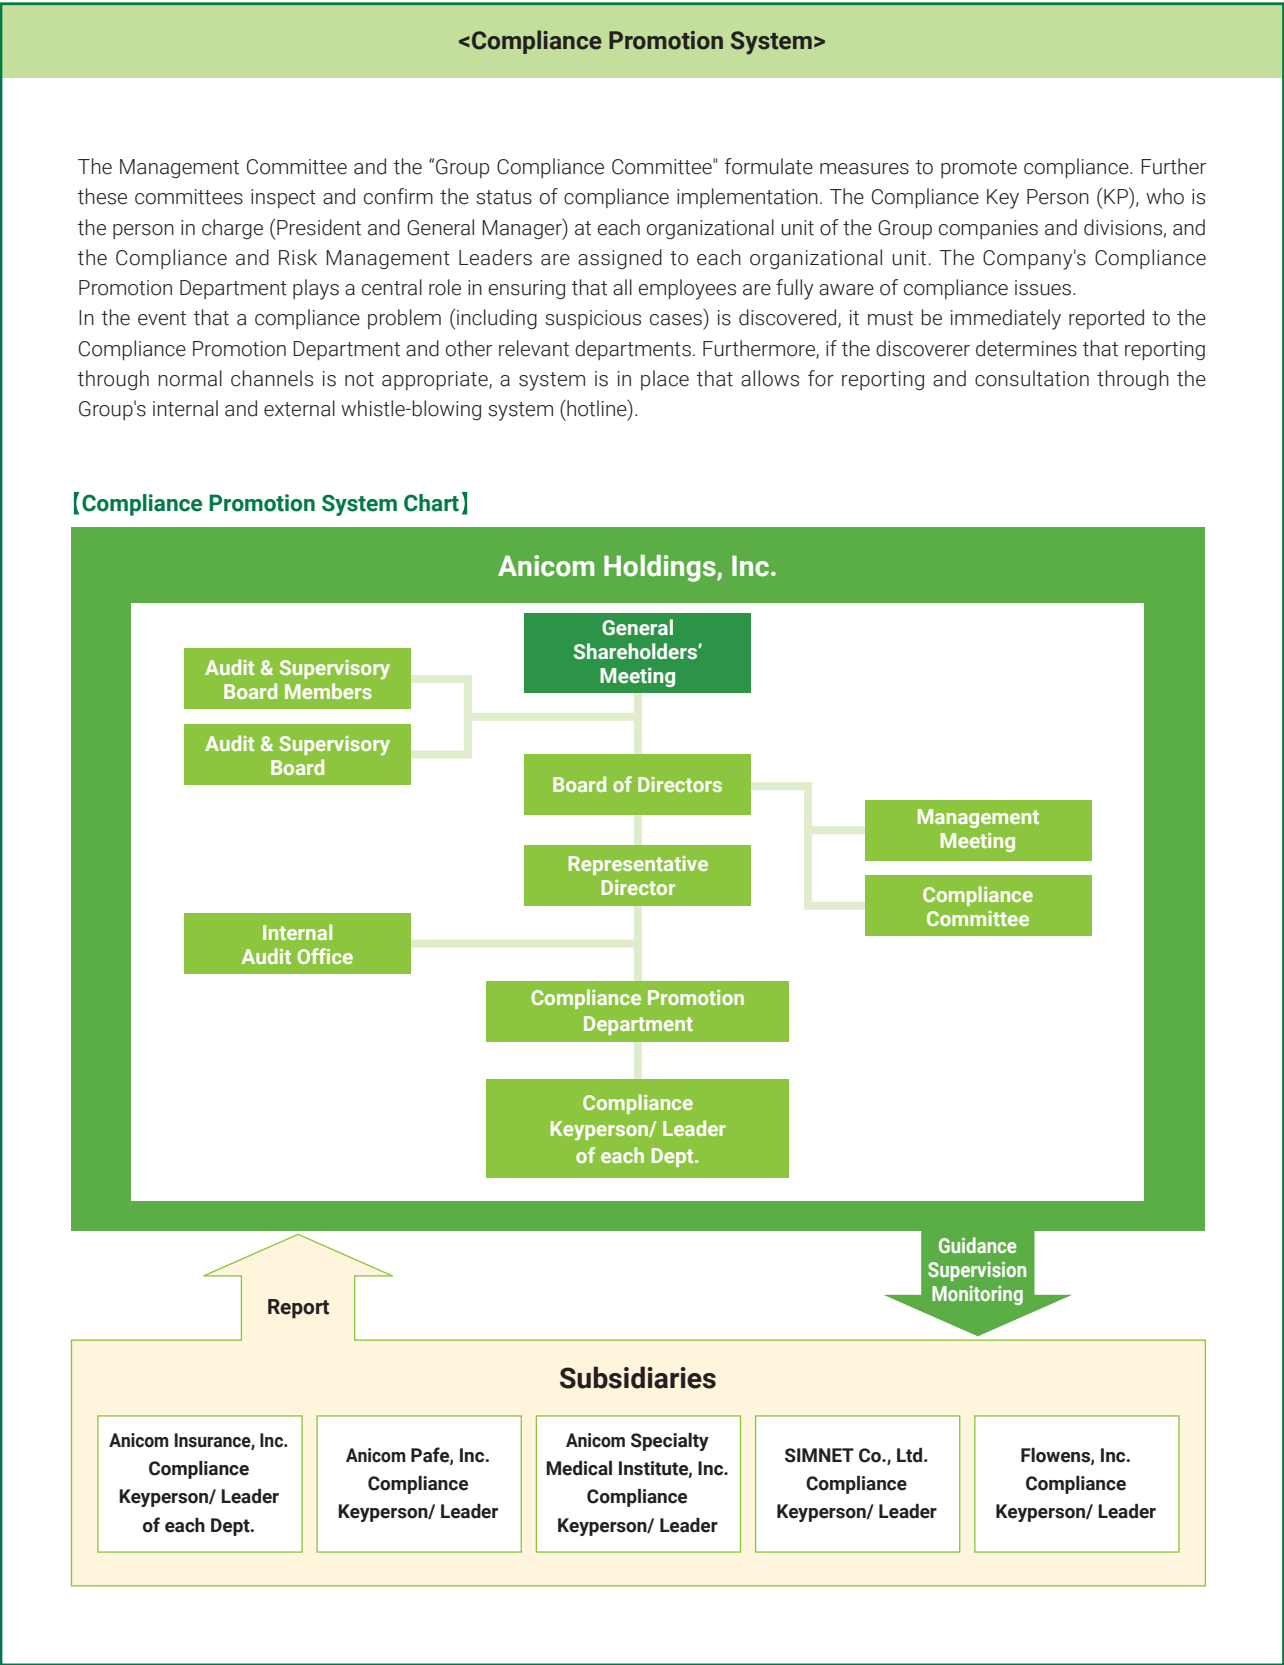 <Compliance Promotion System>
The Management Committee and the “Group Compliance Committee" formulate measures to promote compliance. Further
these committees inspect and confirm the status of compliance implementation. The Compliance Key Person (KP), who is
the person in charge (President and General Manager) at each organizational unit of the Group companies and divisions, and
the Compliance and Risk Management Leaders are assigned to each organizational unit. The Company's Compliance
Promotion Department plays a central role in ensuring that all employees are fully aware of compliance issues.
In the event that a compliance problem (including suspicious cases) is discovered, it must be immediately reported to the
Compliance Promotion Department and other relevant departments. Furthermore, if the discoverer determines that reporting
through normal channels is not appropriate, a system is in place that allows for reporting and consultation through the
Group's internal and external whistle-blowing system (hotline).
【Compliance Promotion System Chart】
Anicom Holdings, Inc.
General
Shareholders’
Meeting
Audit & Supervisory
Board Members
Audit & Supervisory
Board
Board of Directors
Management
Meeting
Representative
Director
Compliance
Committee
Internal
Audit Office
Compliance Promotion
Department
Compliance
Keyperson/ Leader
of each Dept.
Guidance
Supervision
Monitoring
Report
Subsidiaries
Anicom Insurance, Inc.
Compliance
Keyperson/ Leader
of each Dept.
Anicom Pafe, Inc.
Compliance
Keyperson/ Leader
Anicom Specialty
Medical Institute, Inc.
Compliance
Keyperson/ Leader
SIMNET Co., Ltd.
Compliance
Keyperson/ Leader
Flowens, Inc.
Compliance
Keyperson/ Leader